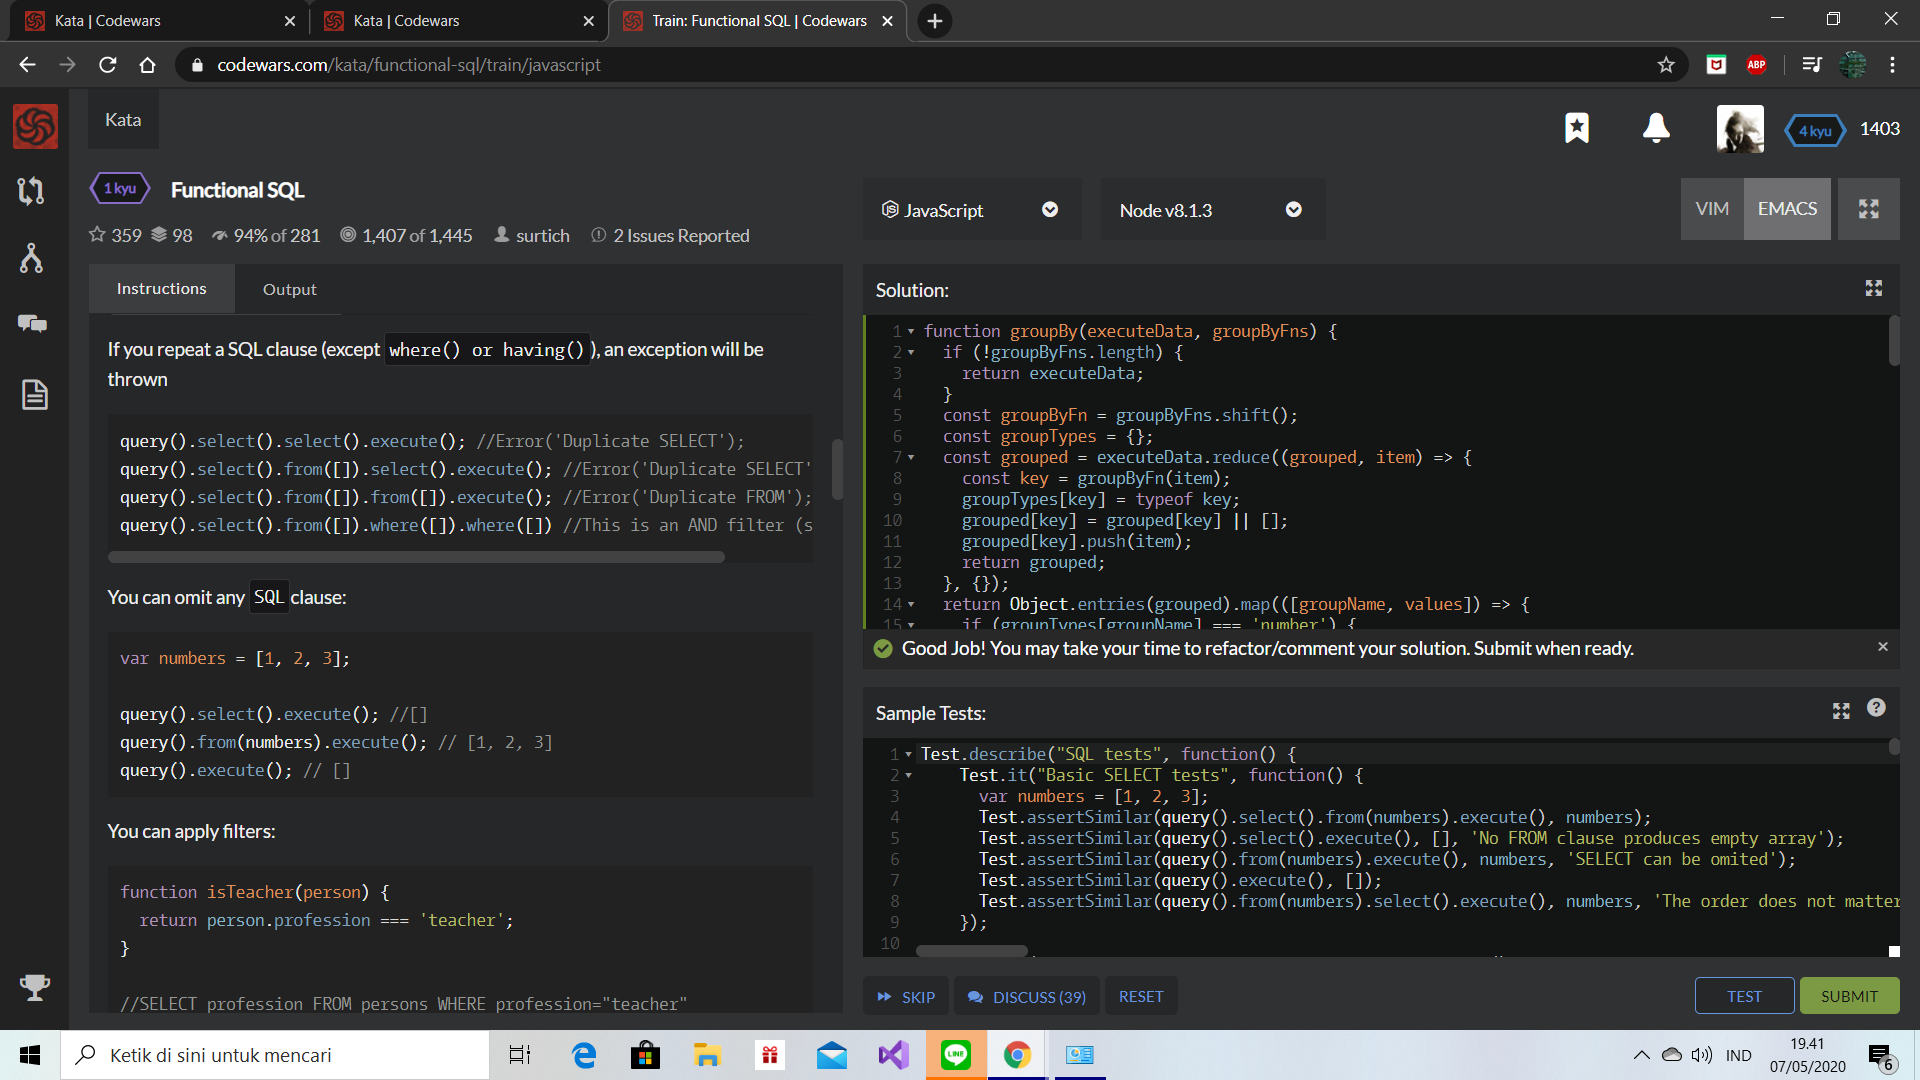 Kata | Codewars
Kata | Codewars
Train: Functional SQL | Codewars
codewars.com/kata/functional-sql/train/javascript
ABP
Kata
4 kyu
1403
1 kyu
Functional SQL
359
98
94% of 281
1,407 of 1,445
surtich
2 Issues Reported
JavaScript
Node v8.1.3
VIM
EMACS
Instructions
Output
If you repeat a SQL clause (except where() or having()), an exception will be
thrown
query().select().select().execute(); //Error('Duplicate SELECT');
query().select().from([]).select().execute(); //Error('Duplicate SELECT'
query().select().from([]).from([]).execute(); //Error('Duplicate FROM');
query().select().from([]).where([]).where([]) //This is an AND filter (s
You can omit any SQL clause:
var numbers = [1, 2, 3];
query().select().execute(); //[]
query().from(numbers).execute(); // [1, 2, 3]
query().execute(); // []
You can apply filters:
function isTeacher(person) {
return person.profession === 'teacher';
}
//SELECT profession FROM persons WHERE profession="teacher"
Solution:
1 function groupBy(executeData, groupByFns) {
2 if (!groupByFns.length) {
3 return executeData;
4 }
5 const groupByFn = groupByFns.shift();
6 const groupTypes = {};
7 const grouped = executeData.reduce((grouped, item) => {
8 const key = groupByFn(item);
9 groupTypes[key] = typeof key;
10 grouped[key] = grouped[key] || [];
11 grouped[key].push(item);
12 return grouped;
13 }, {});
14 return Object.entries(grouped).map(([groupName, values]) => {
15 if (groupTypes[groupName] === 'number') {
Good Job! You may take your time to refactor/comment your solution. Submit when ready.
Sample Tests:
1 Test.describe("SQL tests", function() {
2 Test.it("Basic SELECT tests", function() {
3 var numbers = [1, 2, 3];
4 Test.assertSimilar(query().select().from(numbers).execute(), numbers);
5 Test.assertSimilar(query().select().execute(), [], 'No FROM clause produces empty array');
6 Test.assertSimilar(query().from(numbers).execute(), numbers, 'SELECT can be omited');
7 Test.assertSimilar(query().execute(), []);
8 Test.assertSimilar(query().from(numbers).select().execute(), numbers, 'The order does not matter
9 });
10
SKIP
DISCUSS (39)
RESET
TEST
SUBMIT
Ketik di sini untuk mencari
LINE
IND
19.41
07/05/2020
6